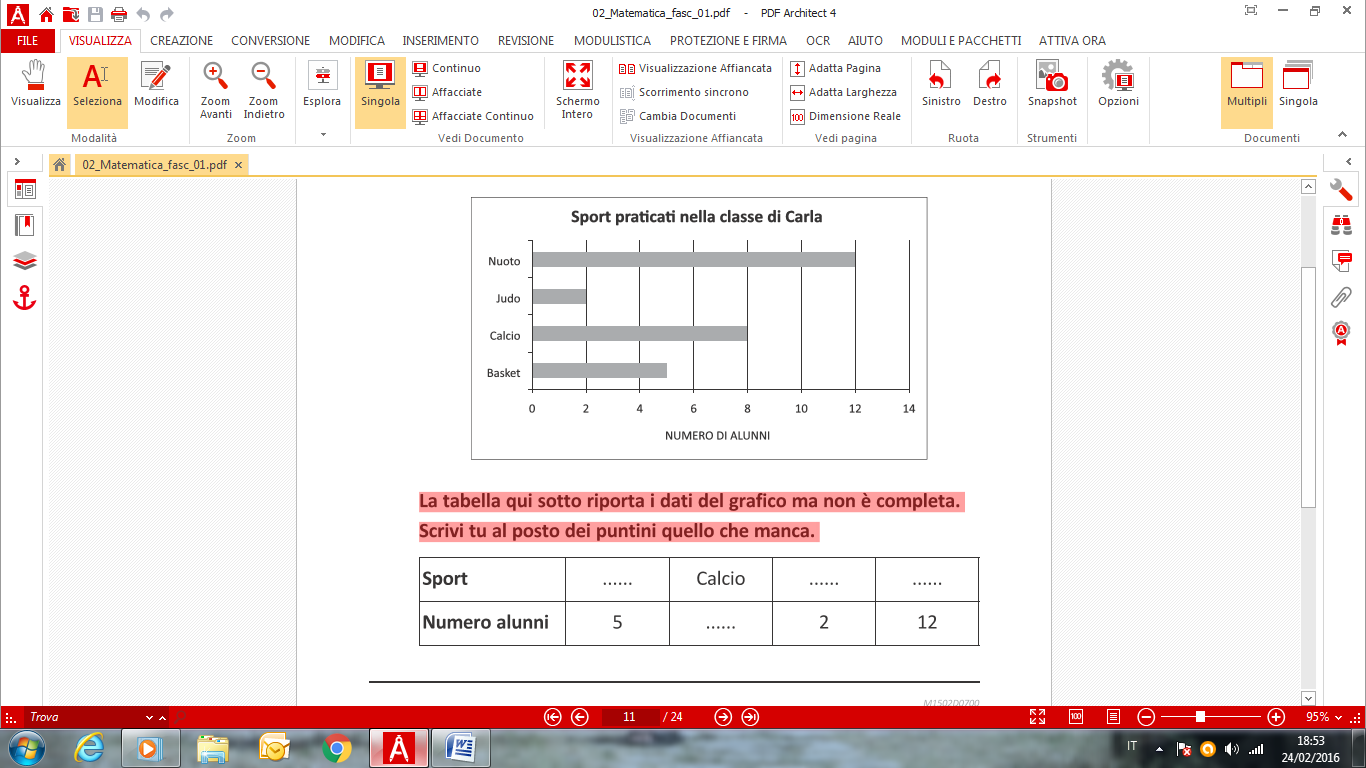 02_Matematica_fasc_01.pdf - PDF Architect 4
FILE VISUALIZZA CREAZIONE CONVERSIONE MODIFICA INSERIMENTO REVISIONE MODULISTICA PROTEZIONE E FIRMA OCR AIUTO MODULI E PACCHETTI ATTIVA ORA
Visualizza
Seleziona
Modifica
Modalità
Zoom
Avanti
Zoom
Indietro
Zoom
Esplora
Singola
Continuo
Affacciate
Affacciate Continuo
Vedi Documento
Schermo
Intero
Visualizzazione Affiancata
Scorrimento sincrono
Cambia Documenti
Visualizzazione Affiancata
Adatta Pagina
Adatta Larghezza
100 Dimensione Reale
Vedi pagina
Sinistro
Destro
Ruota
Snapshot
Strumenti
Opzioni
Multipli
Singola
Documenti
02_Matematica_fasc_01.pdf ×
Sport praticati nella classe di Carla
Nuoto
Judo
Calcio
Basket
0 2 4 6 8 10 12 14
NUMERO DI ALUNNI
La tabella qui sotto riporta i dati del grafico ma non è completa.
Scrivi tu al posto dei puntini quello che manca.
Sport ...... Calcio ...... ......
Numero alunni 5 ...... 2 12
M1502D0700
Trova 11 / 24 100 95%
IT 18:53
24/02/2016